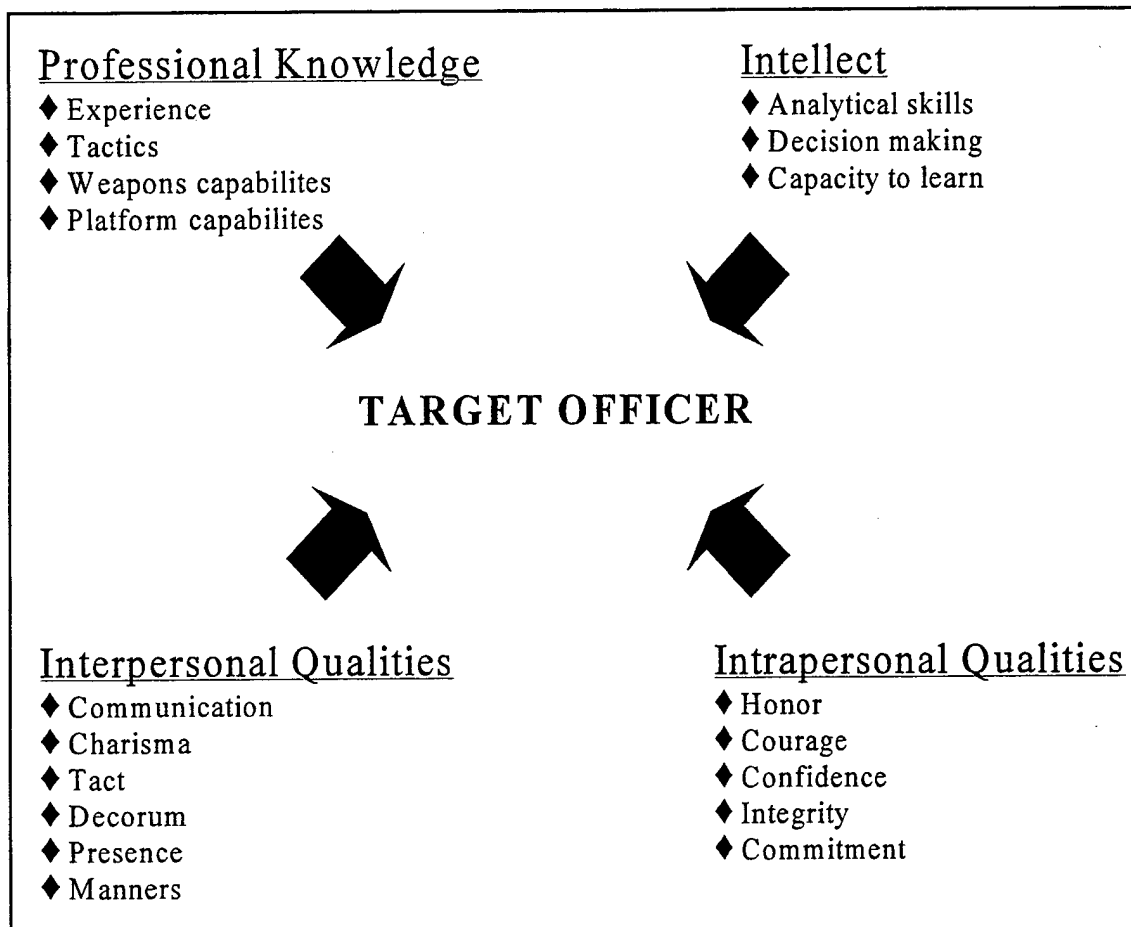 Professional Knowledge
♦ Experience
♦ Tactics
♦ Weapons capabilites
♦ Platform capabilites
Intellect
♦ Analytical skills
♦ Decision making
♦ Capacity to learn
TARGET OFFICER
Interpersonal Qualities
♦ Communication
♦ Charisma
♦ Tact
♦ Decorum
♦ Presence
♦ Manners
Intrapersonal Qualities
♦ Honor
♦ Courage
♦ Confidence
♦ Integrity
♦ Commitment